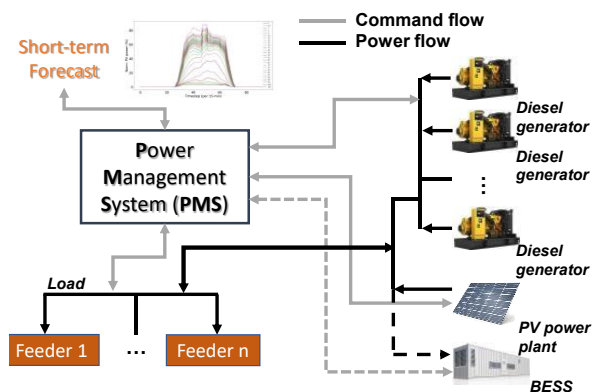 Short-term
Forecast
Command flow
Power flow
Power
Management
System (PMS)
Diesel
generator
Diesel
generator
⋮
Diesel
generator
Load
Feeder 1
...
Feeder n
PV power
plant
BESS